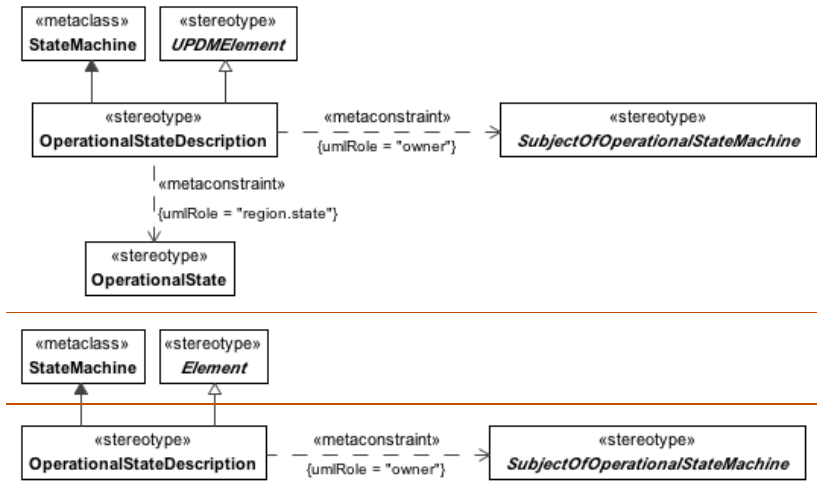 «metaclass»
StateMachine
«stereotype»
UPDMElement
«stereotype»
OperationalStateDescription
«metaconstraint»
{umlRole = "owner"}
«stereotype»
SubjectOfOperationalStateMachine
«metaconstraint»
{umlRole = "region.state"}
«stereotype»
OperationalState
«metaclass»
StateMachine
«stereotype»
Element
«stereotype»
OperationalStateDescription
«metaconstraint»
{umlRole = "owner"}
«stereotype»
SubjectOfOperationalStateMachine